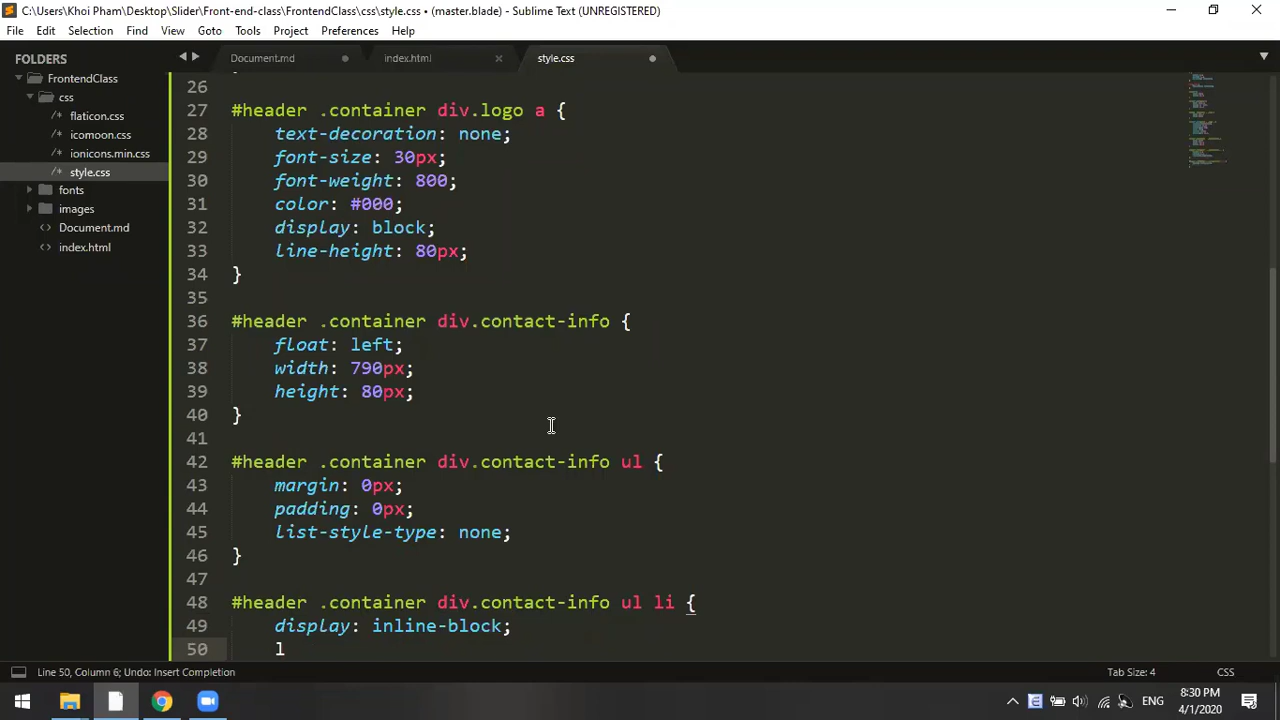 C:\Users\Khoi Pham\Desktop\Slider\Front-end-class\FrontendClass\css\style.css • (master.blade) - Sublime Text (UNREGISTERED)
File Edit Selection Find View Goto Tools Project Preferences Help
FOLDERS
FrontendClass
css
/* flaticon.css
/* icomoon.css
/* ionicons.min.css
/* style.css
fonts
images
<> Document.md
<> index.html
Document.md index.html style.css
26
27 #header .container div.logo a {
28 text-decoration: none;
29 font-size: 30px;
30 font-weight: 800;
31 color: #000;
32 display: block;
33 line-height: 80px;
34 }
35
36 #header .container div.contact-info {
37 float: left;
38 width: 790px;
39 height: 80px;
40 }
41
42 #header .container div.contact-info ul {
43 margin: 0px;
44 padding: 0px;
45 list-style-type: none;
46 }
47
48 #header .container div.contact-info ul li {
49 display: inline-block;
50 l
Line 50, Column 6; Undo: Insert Completion Tab Size: 4 CSS
ENG 8:30 PM
4/1/2020